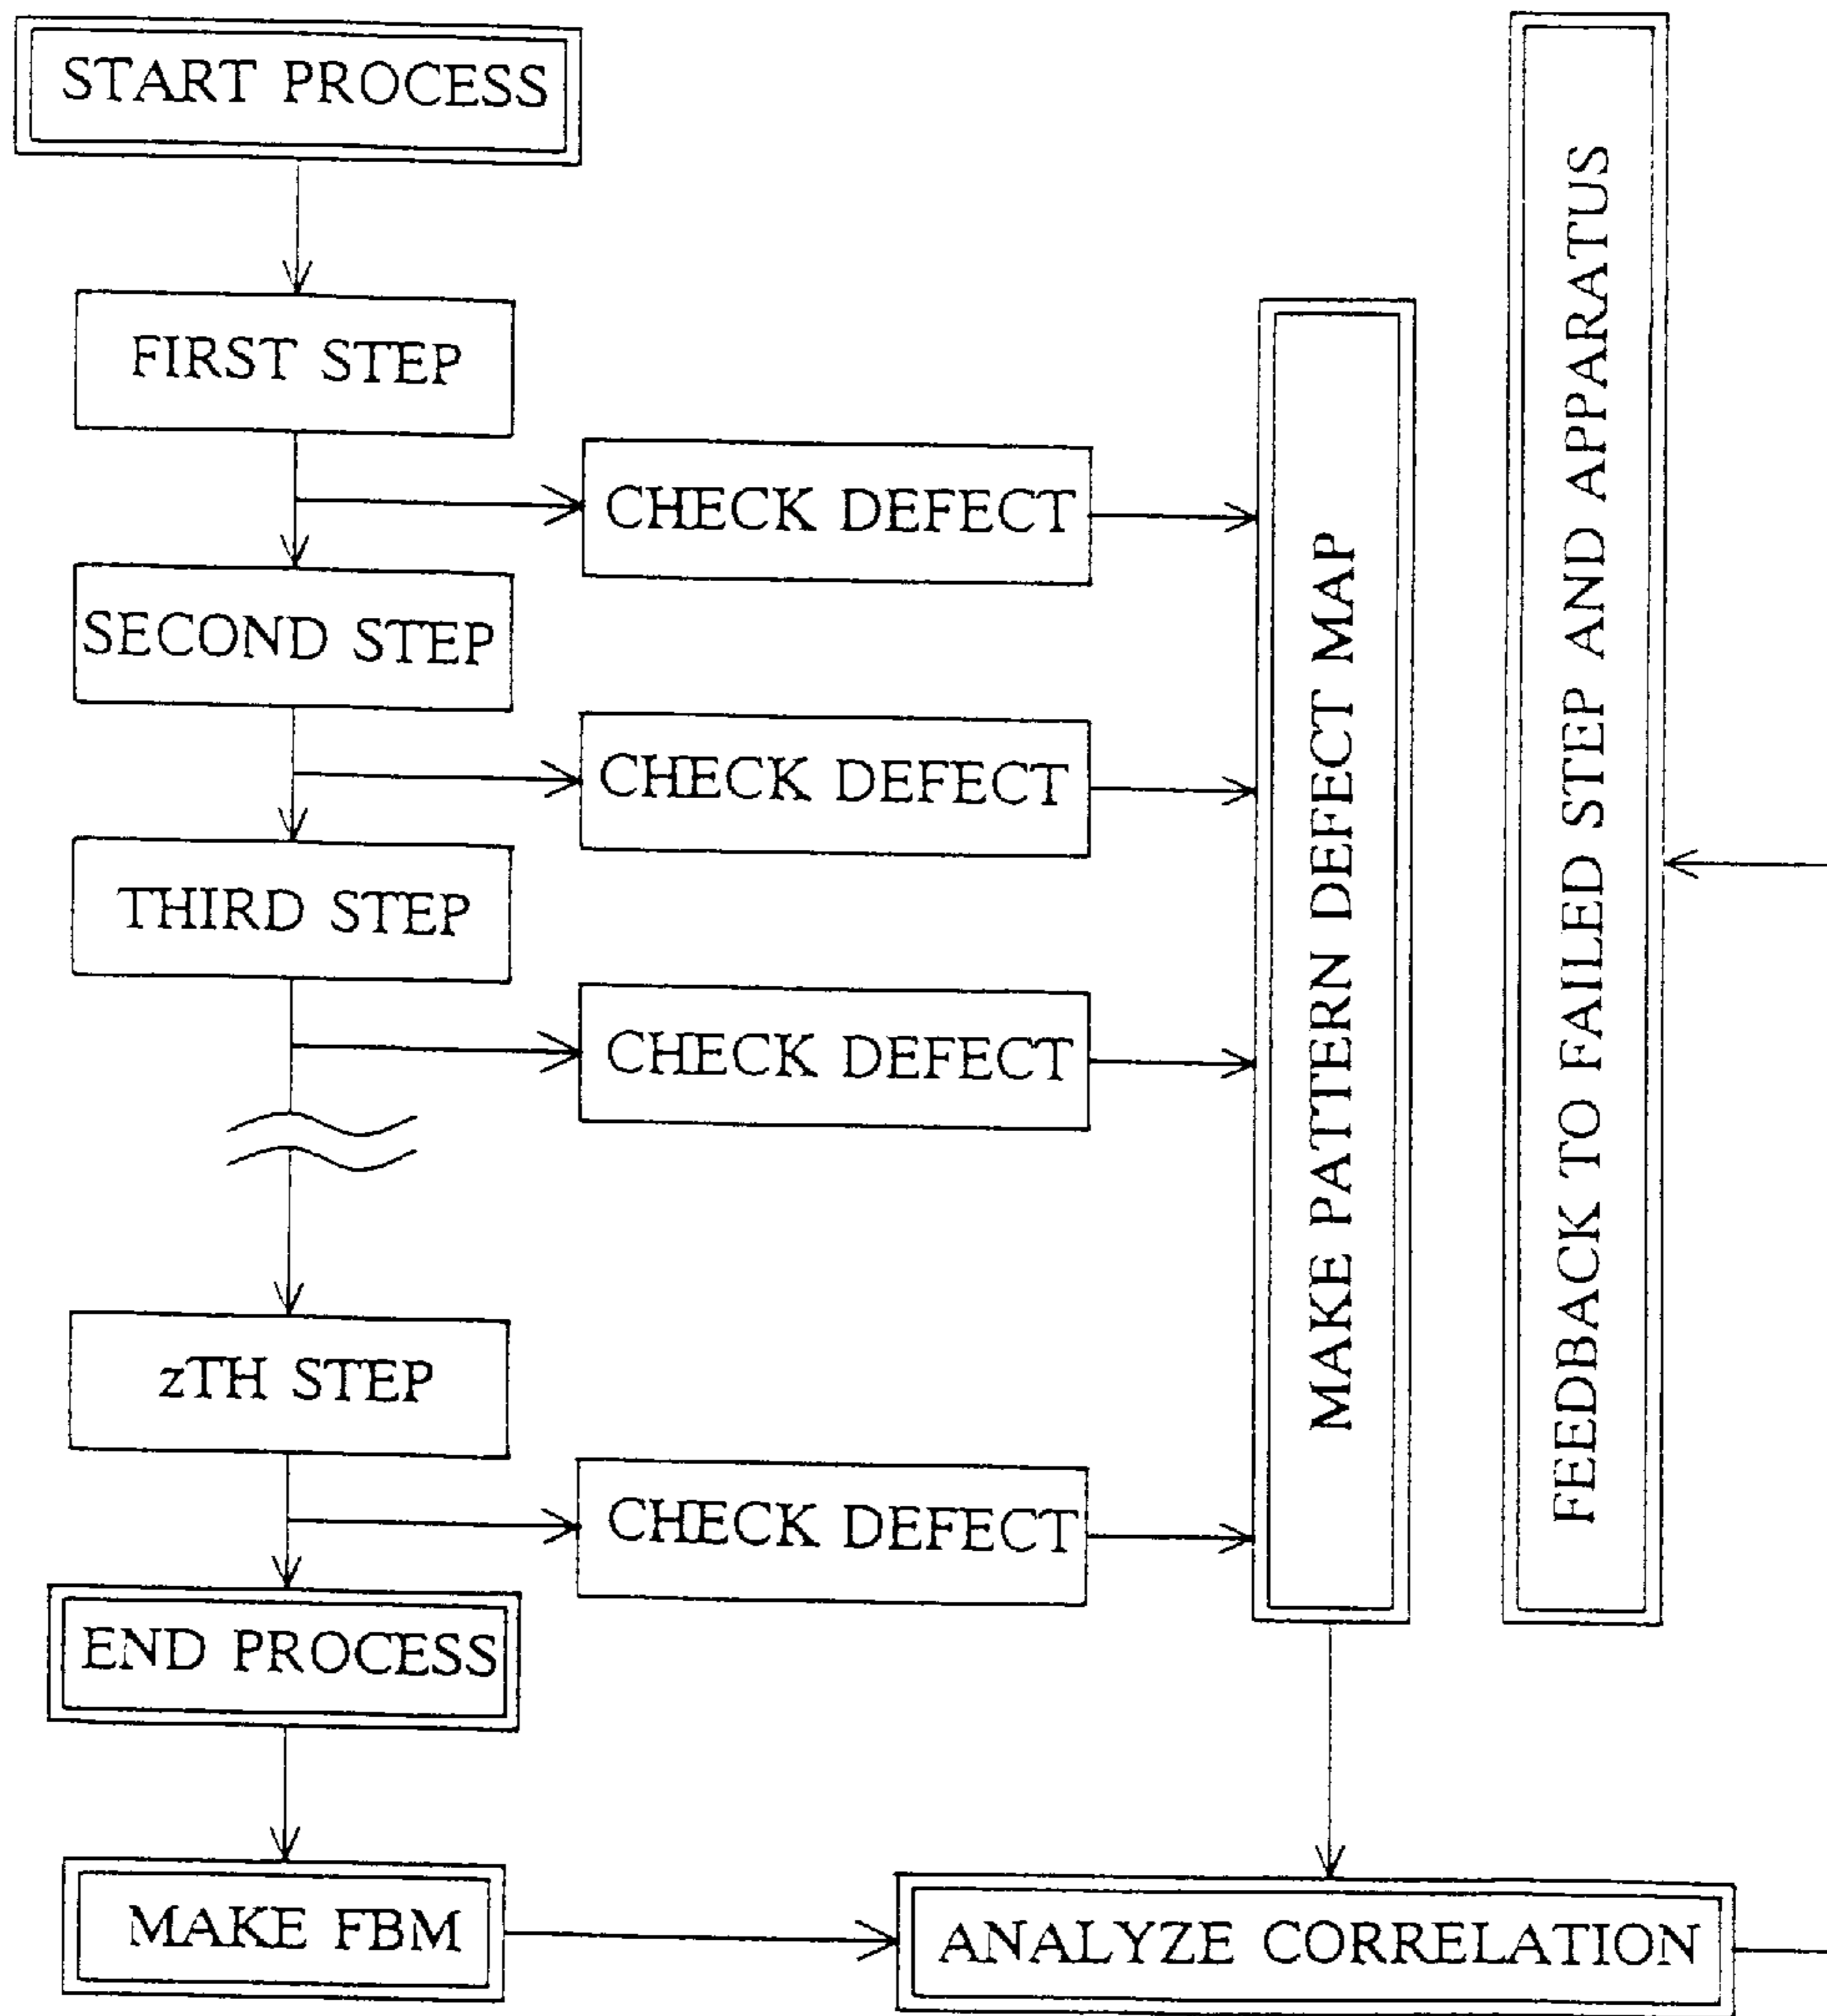 START PROCESS
FIRST STEP
CHECK DEFECT
SECOND STEP
CHECK DEFECT
THIRD STEP
CHECK DEFECT
zTH STEP
CHECK DEFECT
END PROCESS
MAKE FBM
ANALYZE CORRELATION
MAKE PATTERN DEFECT MAP
FEEDBACK TO FAILED STEP AND APPARATUS